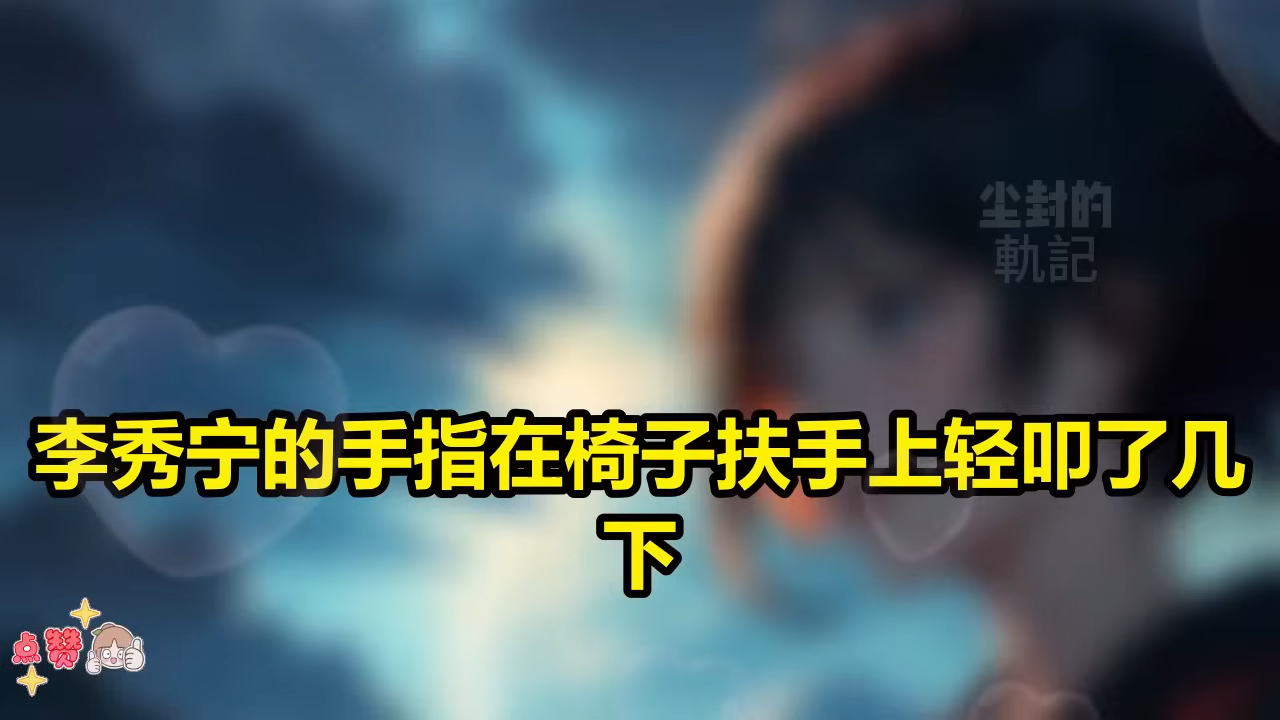 尘封的
軌記
李秀宁的手指在椅子扶手上轻叩了几
下
点赞